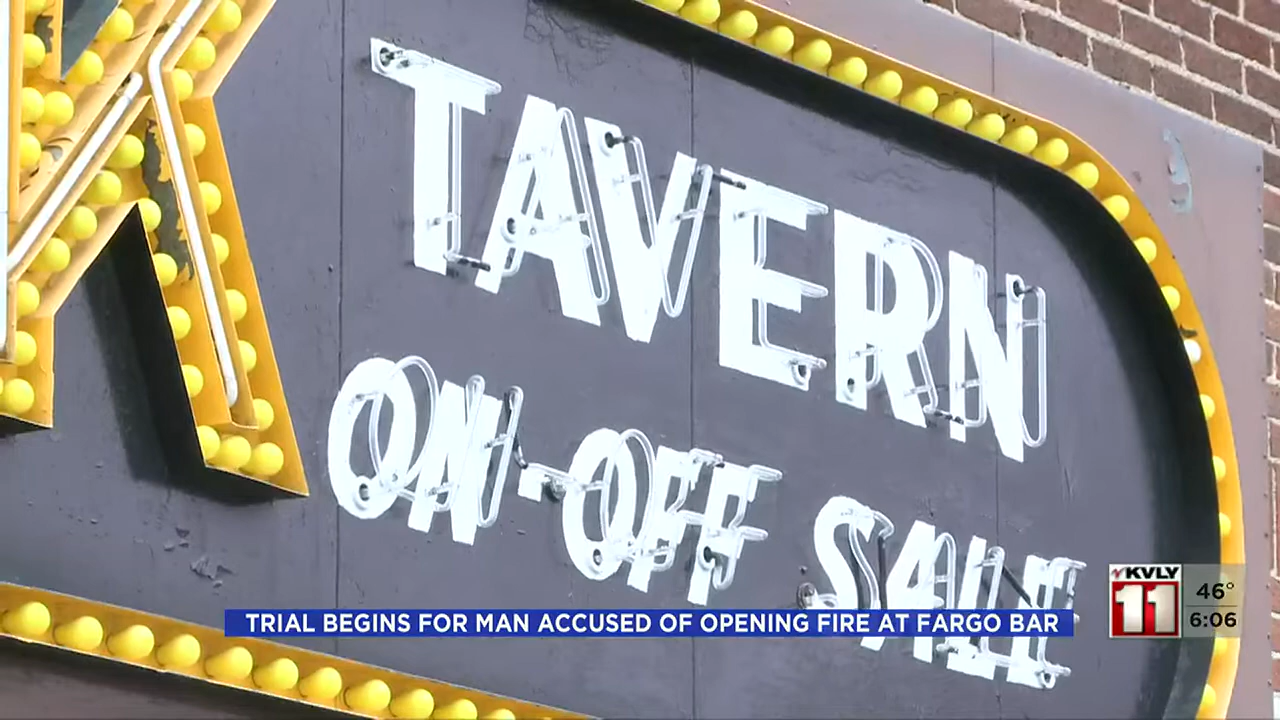 K
TAVERN
ON-OFF SALE
TRIAL BEGINS FOR MAN ACCUSED OF OPENING FIRE AT FARGO BAR
KVLY
11
46°
6:06